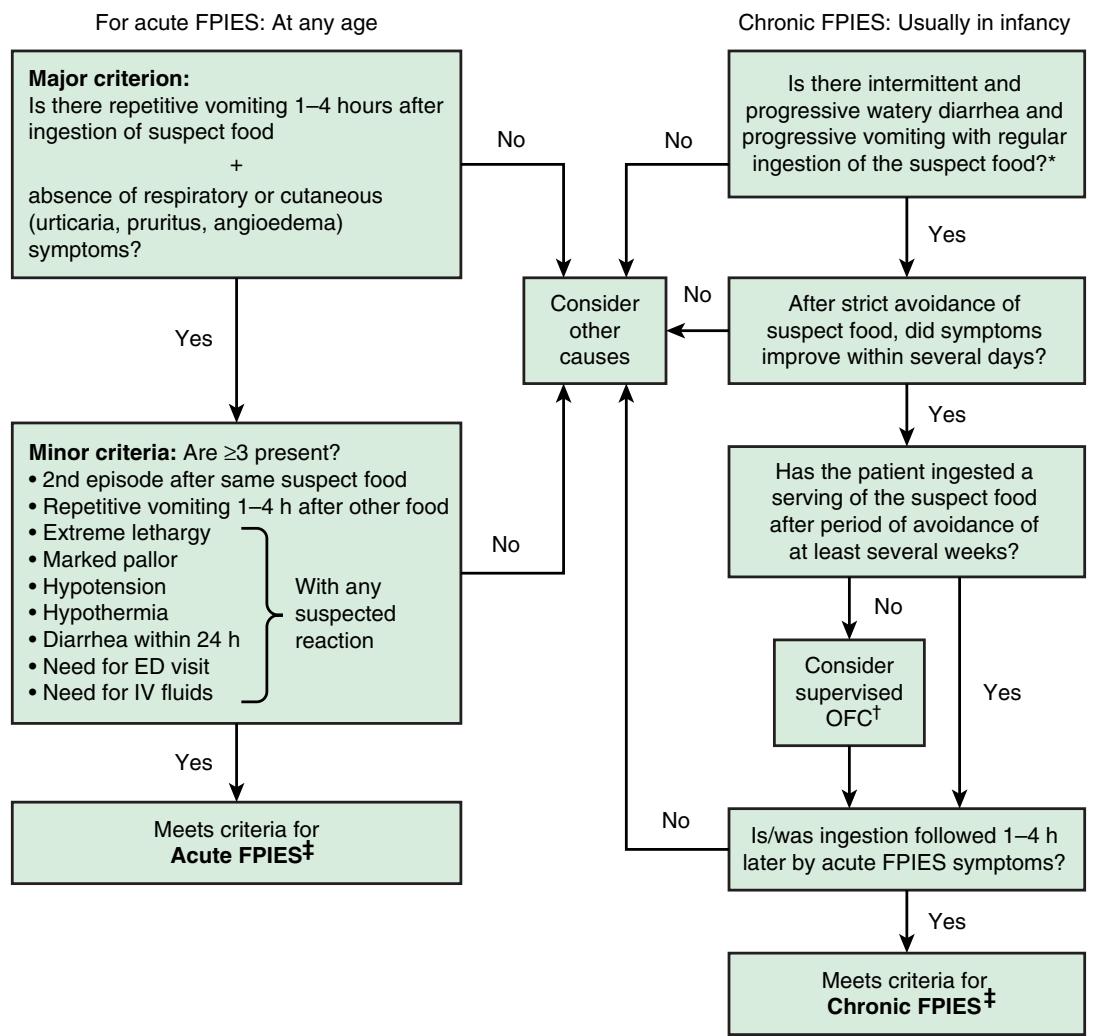 For acute FPIES: At any age
Major criterion:
Is there repetitive vomiting 1–4 hours after
ingestion of suspect food
+
absence of respiratory or cutaneous
(urticaria, pruritus, angioedema)
symptoms?
No
Yes
Minor criteria: Are ≥3 present?
• 2nd episode after same suspect food
• Repetitive vomiting 1–4 h after other food
• Extreme lethargy
• Marked pallor
• Hypotension
• Hypothermia
• Diarrhea within 24 h
• Need for ED visit
• Need for IV fluids
With any
suspected
reaction
No
Yes
Meets criteria for
Acute FPIES‡
Consider
other
causes
Chronic FPIES: Usually in infancy
Is there intermittent and
progressive watery diarrhea and
progressive vomiting with regular
ingestion of the suspect food?*
No
Yes
After strict avoidance of
suspect food, did symptoms
improve within several days?
No
Yes
Has the patient ingested a
serving of the suspect food
after period of avoidance of
at least several weeks?
No
Consider
supervised
OFC†
Yes
Is/was ingestion followed 1–4 h
later by acute FPIES symptoms?
No
Yes
Meets criteria for
Chronic FPIES‡